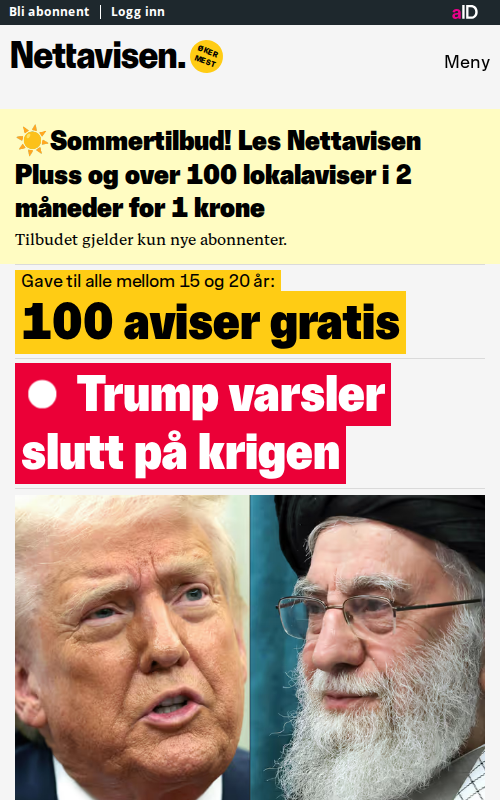 Bli abonnent
Logg inn
aID
Nettavisen.
ØKER
MEST
Meny
☀️Sommertilbud! Les Nettavisen
Pluss og over 100 lokalaviser i 2
måneder for 1 krone
Tilbudet gjelder kun nye abonnenter.
Gave til alle mellom 15 og 20 år:
100 aviser gratis
Trump varsler
slutt på krigen